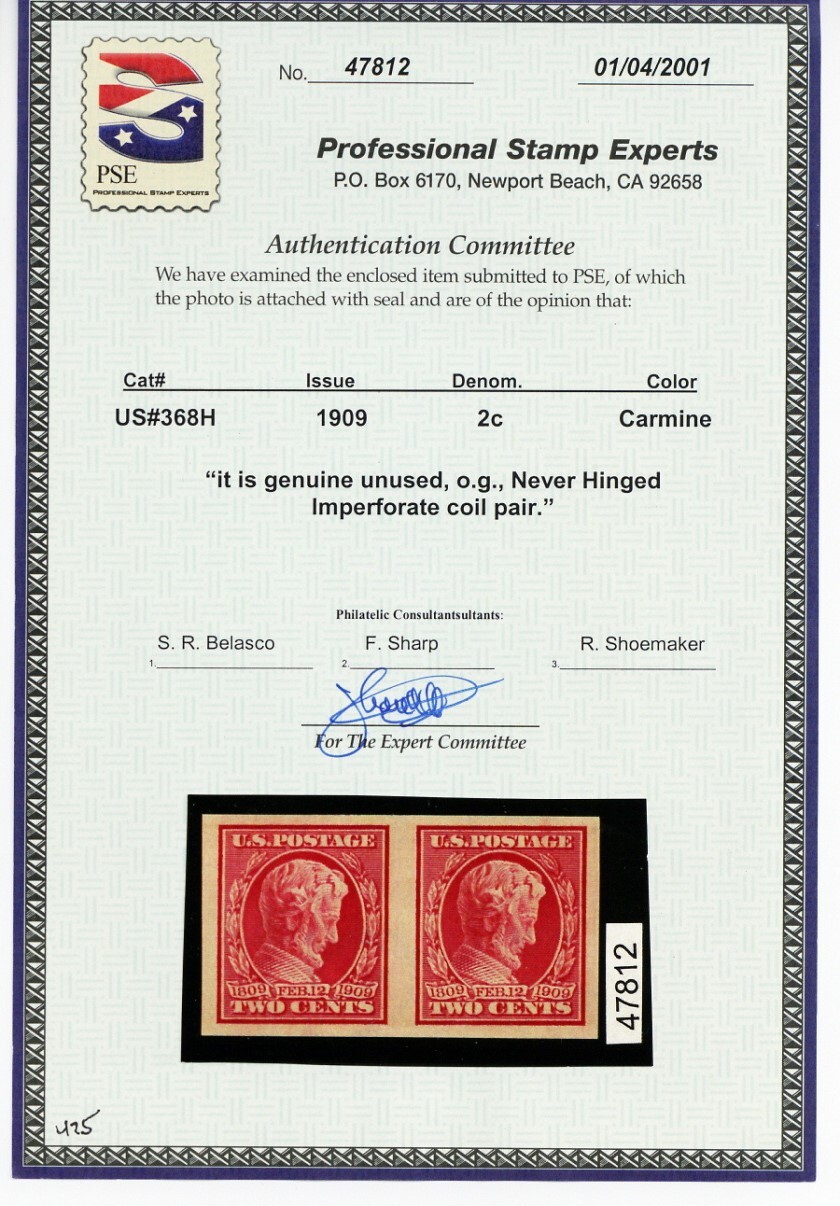 No. 47812 01/04/2001
PSE
PROFESSIONAL STAMP EXPERTS
Professional Stamp Experts
P.O. Box 6170, Newport Beach, CA 92658
Authentication Committee
We have examined the enclosed item submitted to PSE, of which
the photo is attached with seal and are of the opinion that:
Cat# Issue Denom. Color
US#368H 1909 2c Carmine
“it is genuine unused, o.g., Never Hinged
Imperforate coil pair.”
Philatelic Consultantsultants:
S. R. Belasco F. Sharp R. Shoemaker
1. 2. 3.
For The Expert Committee
U.S.POSTAGE U.S.POSTAGE
1809 FEB.12 1909 1809 FEB.12 1909
TWO CENTS TWO CENTS
47812
425